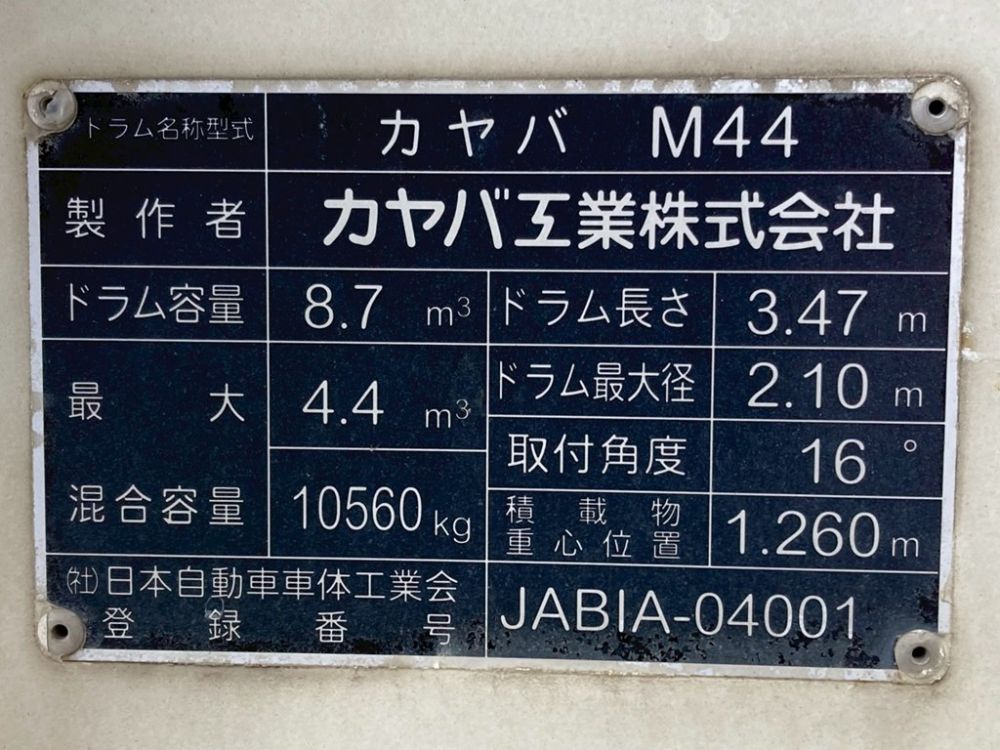 ドラム名称型式 カヤバ M44
製作者 カヤバ工業株式会社
ドラム容量 8.7 m³ ドラム長さ 3.47 m
最大 4.4 m³ ドラム最大径 2.10 m
取付角度 16 °
混合容量 10560 kg 積載物
重心位置 1.260 m
(社)日本自動車車体工業会
登録番号 JABIA-04001